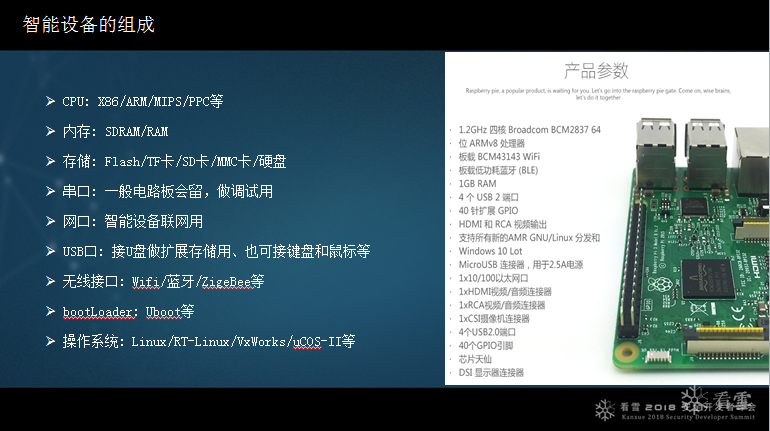 智能设备的组成
➤ CPU: X86/ARM/MIPS/PPC等
➤ 内存: SDRAM/RAM
➤ 存储: Flash/TF卡/SD卡/MMC卡/硬盘
➤ 串口: 一般电路板会留，做调试用
➤ 网口: 智能设备联网用
➤ USB口: 接U盘做扩展存储用、也可接键盘和鼠标等
➤ 无线接口: Wifi/蓝牙/ZigeBee等
➤ bootLoader: Uboot等
➤ 操作系统: Linux/RT-Linux/VxWorks/uCOS-II等
产品参数
Raspberry pie, a popular product, is waiting for you. Let's go into the raspberry pie gate. Come on, wise brains,
let's do it together
· 1.2GHz 四核 Broadcom BCM2837 64
· 位 ARMv8 处理器
· 板载 BCM43143 WiFi
· 板载低功耗蓝牙 (BLE)
· 1GB RAM
· 4 个 USB 2 端口
· 40 针扩展 GPIO
· HDMI 和 RCA 视频输出
· 支持所有新的AMR GNU/Linux 分发和
· Windows 10 Lot
· MicroUSB 连接器，用于2.5A电源
· 1x10/100以太网口
· 1xHDMI视频/音频连接器
· 1xRCA视频/音频连接器
· 1xCSI摄像机连接器
· 4个USB2.0端口
· 40个GPIO引脚
· 芯片天仙
· DSI 显示器连接器
HDMI
看雪 2018
Kanxue 2018 Security Developer Summit
看雪